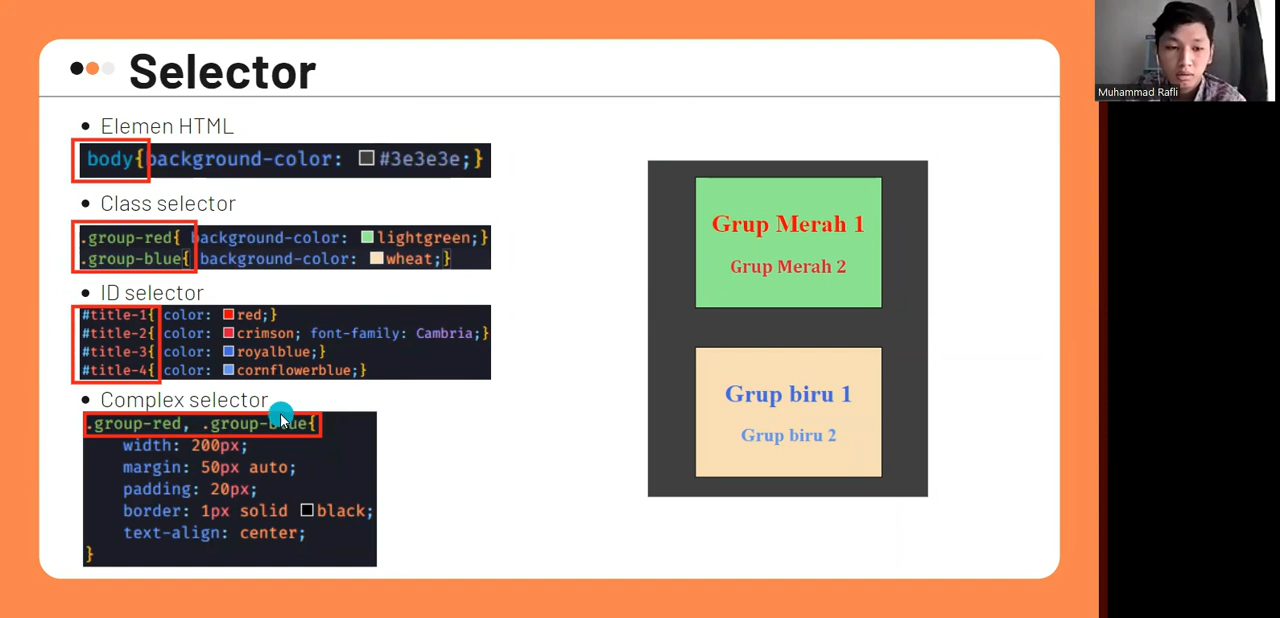 Selector
Elemen HTML
body{background-color: #3e3e3e;}
Class selector
.group-red{ background-color: lightgreen;}
.group-blue{ background-color: wheat;}
ID selector
#title-1{ color: red;}
#title-2{ color: crimson; font-family: Cambria;}
#title-3{ color: royalblue;}
#title-4{ color: cornflowerblue;}
Complex selector
.group-red, .group-blue{
width: 200px;
margin: 50px auto;
padding: 20px;
border: 1px solid black;
text-align: center;
}
Grup Merah 1
Grup Merah 2
Grup biru 1
Grup biru 2
Muhammad Rafli